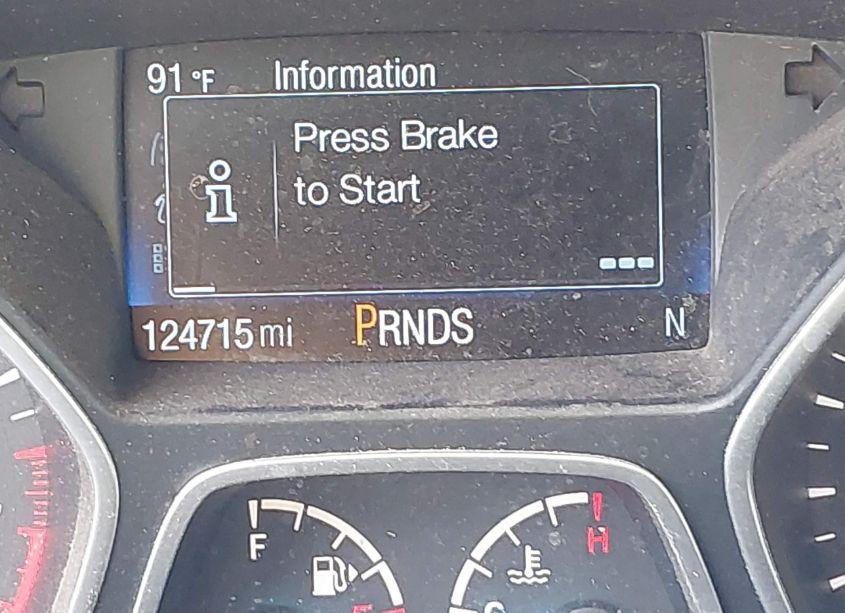 91 °F Information
Press Brake
to Start
124715 mi PRNDS N
F H
C